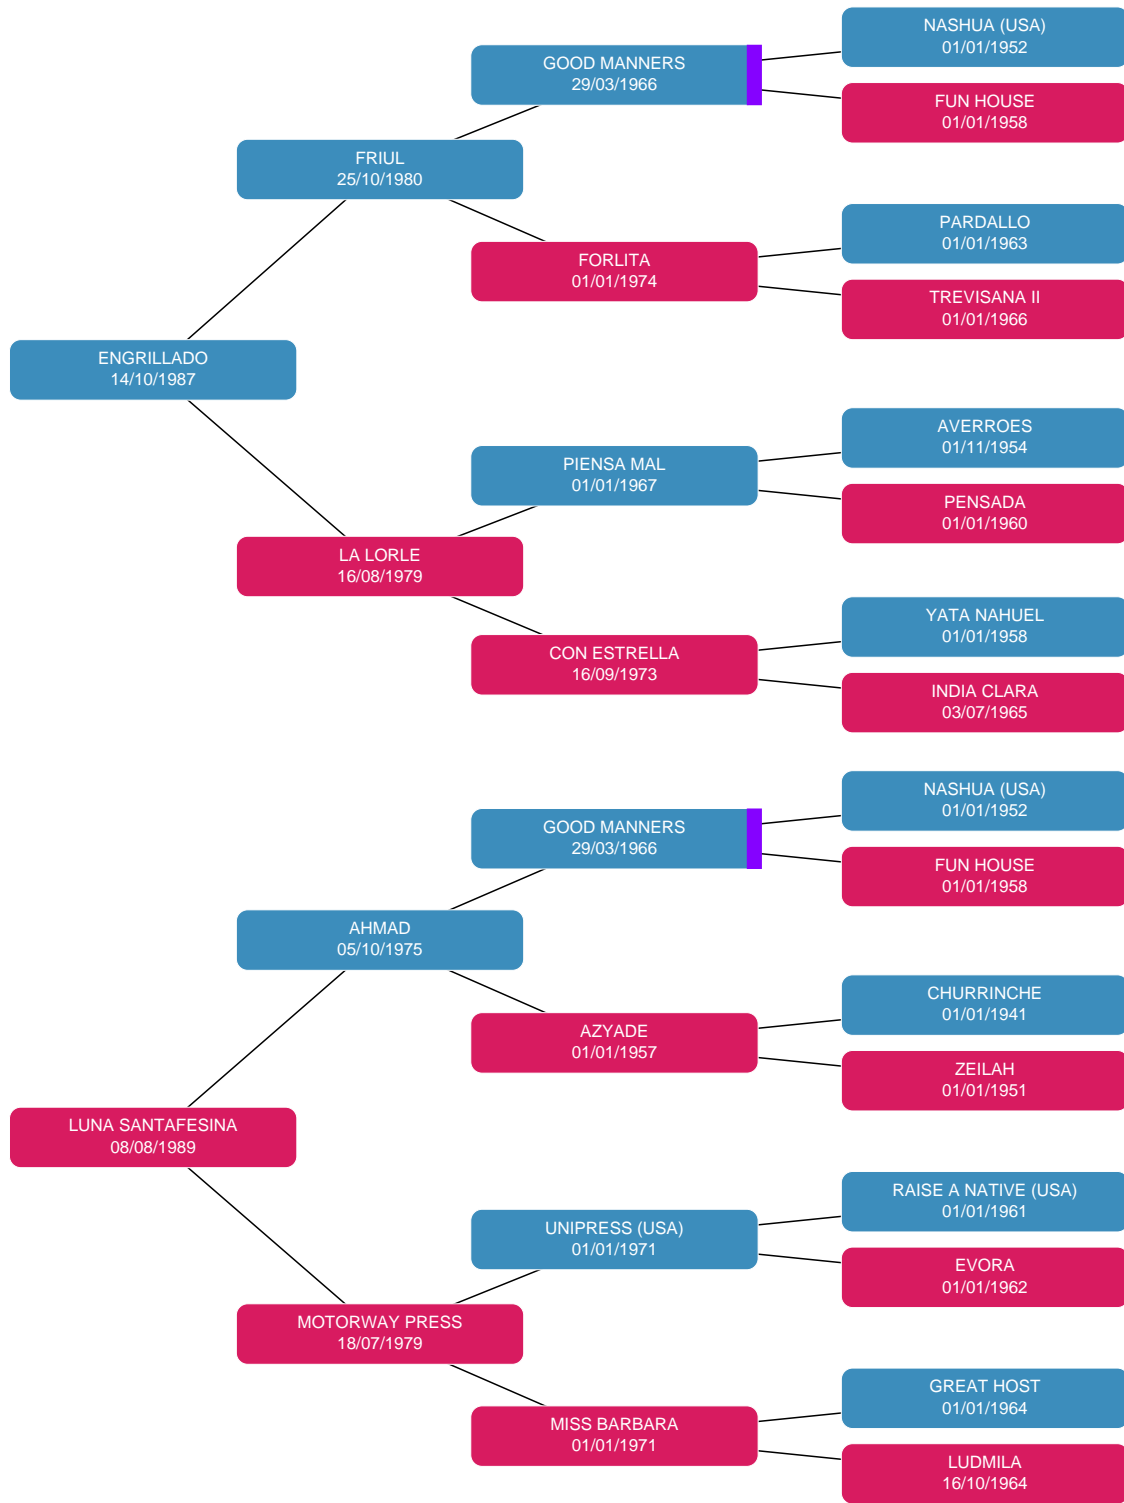 NASHUA (USA)
01/01/1952
GOOD MANNERS
29/03/1966
FUN HOUSE
01/01/1958
FRIUL
25/10/1980
PARDALLO
01/01/1963
FORLITA
01/01/1974
TREVISANA II
01/01/1966
ENGRILLADO
14/10/1987
AVERROES
01/11/1954
PIENSA MAL
01/01/1967
PENSADA
01/01/1960
LA LORLE
16/08/1979
YATA NAHUEL
01/01/1958
CON ESTRELLA
16/09/1973
INDIA CLARA
03/07/1965
NASHUA (USA)
01/01/1952
GOOD MANNERS
29/03/1966
FUN HOUSE
01/01/1958
AHMAD
05/10/1975
CHURRINCHE
01/01/1941
AZYADE
01/01/1957
ZEILAH
01/01/1951
LUNA SANTAFESINA
08/08/1989
RAISE A NATIVE (USA)
01/01/1961
UNIPRESS (USA)
01/01/1971
EVORA
01/01/1962
MOTORWAY PRESS
18/07/1979
GREAT HOST
01/01/1964
MISS BARBARA
01/01/1971
LUDMILA
16/10/1964